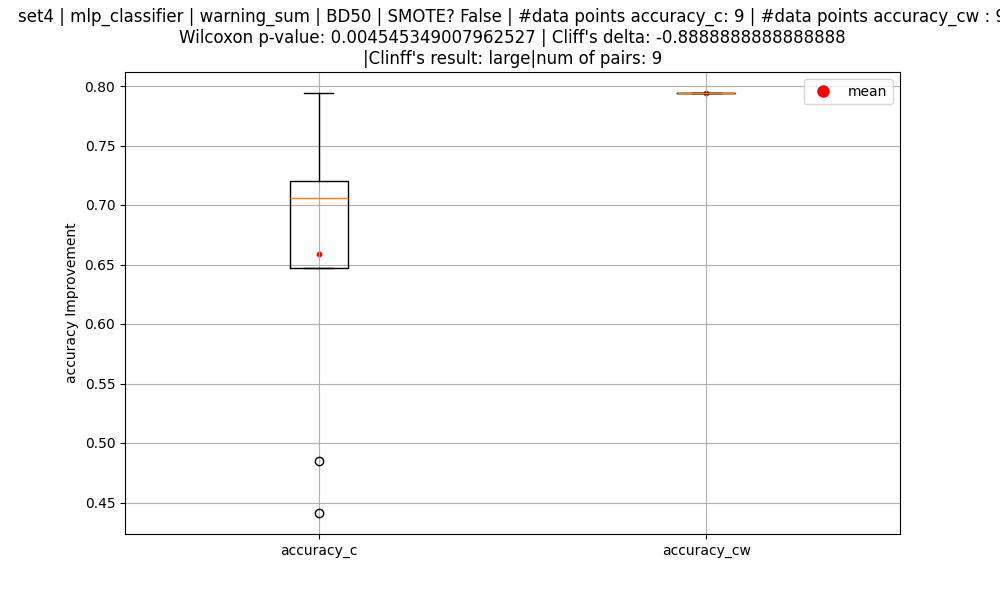 set4 | mlp_classifier | warning_sum | BD50 | SMOTE? False | #data points accuracy_c: 9 | #data points accuracy_cw : 9
Wilcoxon p-value: 0.004545349007962527 | Cliff's delta: -0.8888888888888888
|Clinff's result: large|num of pairs: 9
mean
0.80
0.75
0.70
0.65
0.60
0.55
0.50
0.45
accuracy Improvement
accuracy_c
accuracy_cw